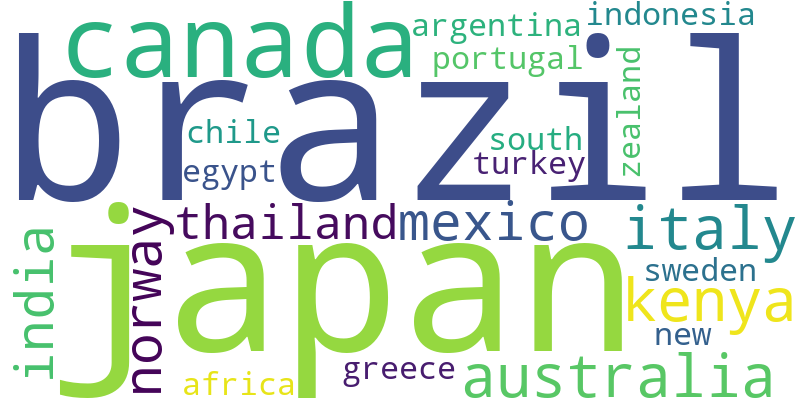 canada
argentina
indonesia
portugal
brazil
zealand
chile
south
egypt
turkey
thailand
mexico
italy
norway
india
japan
sweden
kenya
new
greece
australia
africa